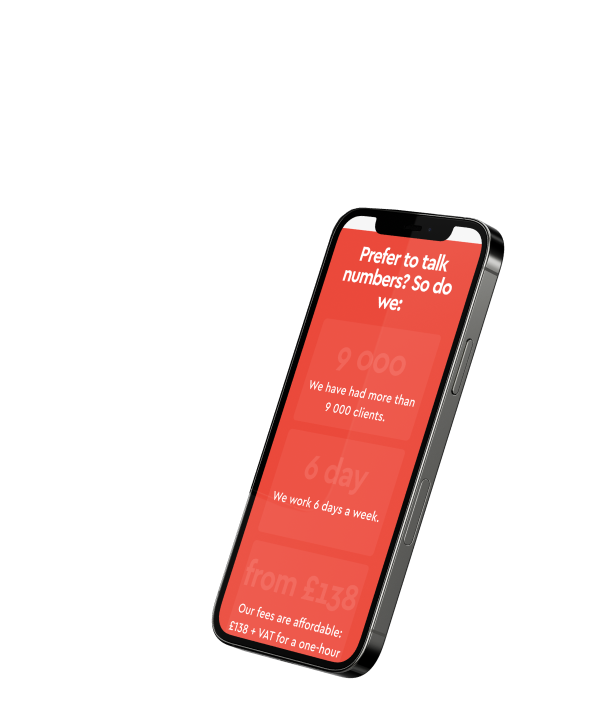 Prefer to talk
numbers? So do
we:
9 000
We have had more than
9 000 clients.
6 day
We work 6 days a week.
from £138
Our fees are affordable:
£138 + VAT for a one-hour